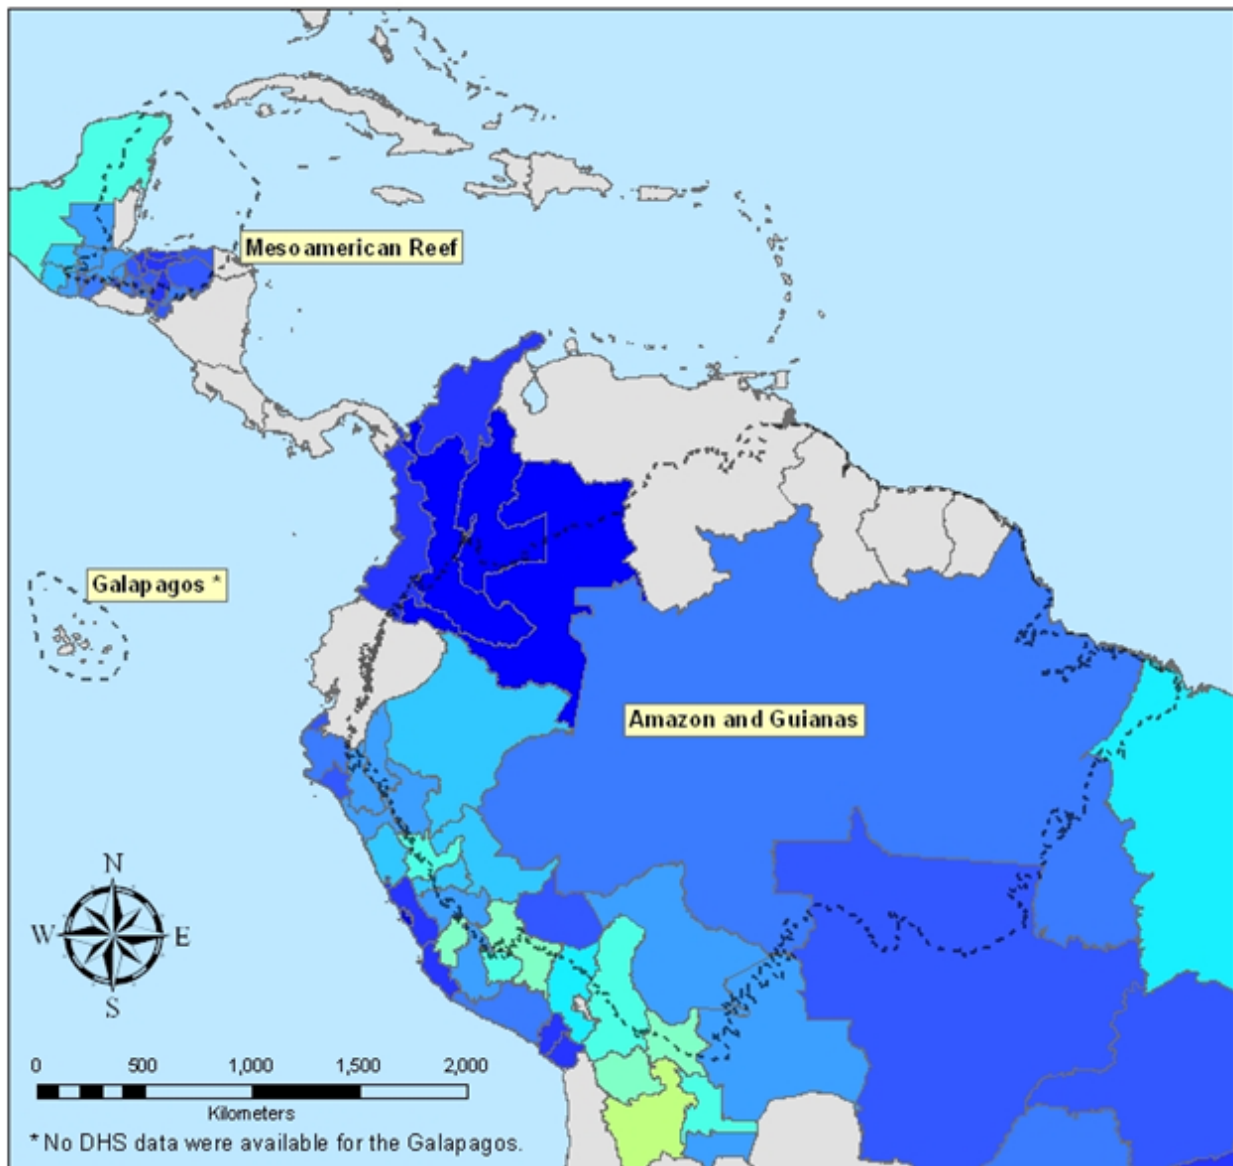 Mesoamerican Reef
Galapagos *
Amazon and Guianas
N
W E
S
0 500 1,000 1,500 2,000
Kilometers
* No DHS data were available for the Galapagos.